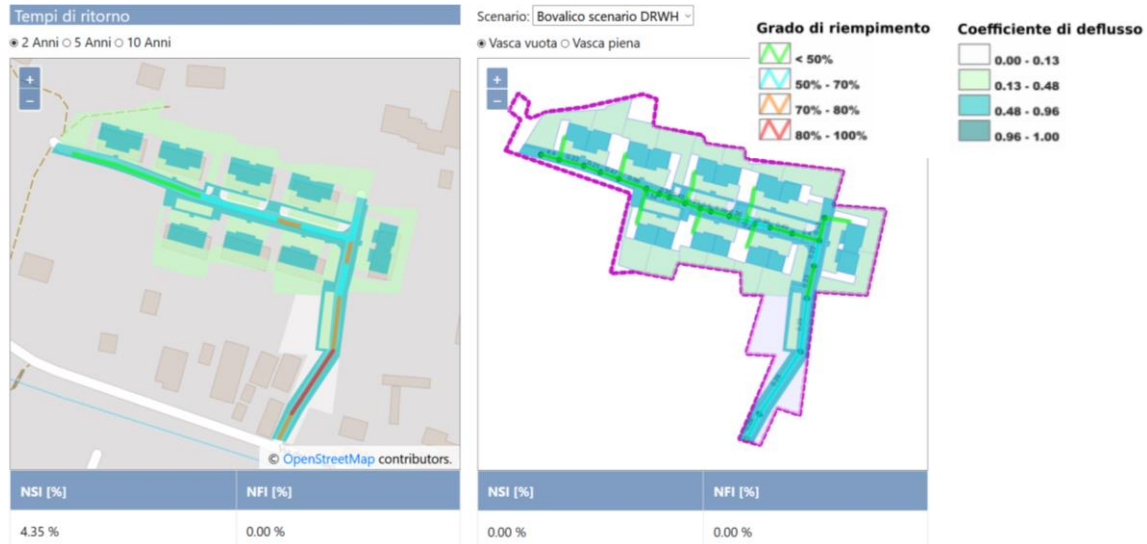 Tempi di ritorno
2 Anni 5 Anni 10 Anni
+
−
© OpenStreetMap contributors.
NSI [%] NFI [%]
4.35 % 0.00 %
Scenario: Bovalico scenario DRWH
Vasca vuota Vasca piena
+
−
NSI [%] NFI [%]
0.00 % 0.00 %
Grado di riempimento
< 50%
50% - 70%
70% - 80%
80% - 100%
Coefficiente di deflusso
0.00 - 0.13
0.13 - 0.48
0.48 - 0.96
0.96 - 1.00